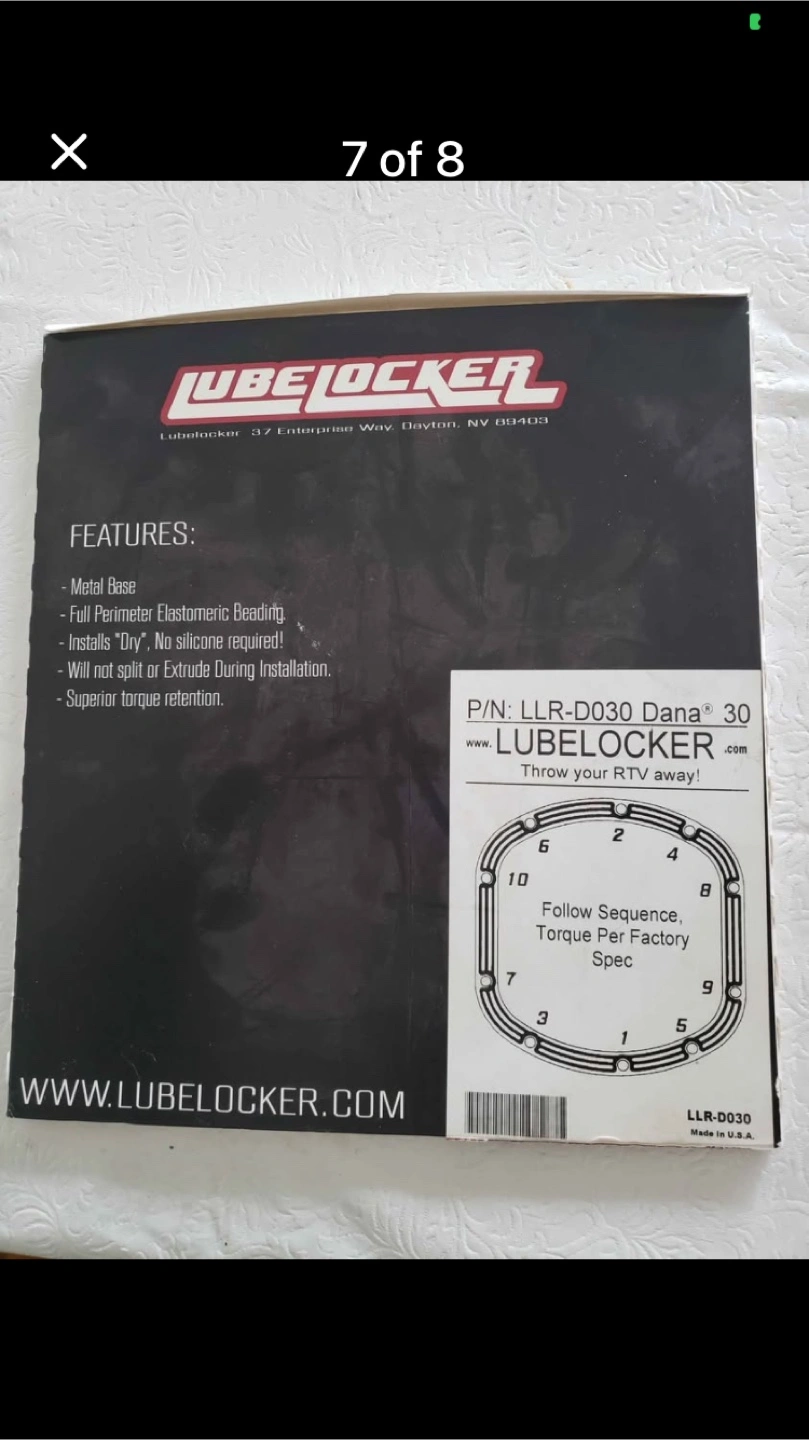 7 of 8
LUBELOCKER
Lubelocker 37 Enterprise Way, Dayton, NV 89403
FEATURES:
- Metal Base
- Full Perimeter Elastomeric Beading.
- Installs "Dry", No silicone required!
- Will not split or Extrude During Installation.
- Superior torque retention.
P/N: LLR-D030 Dana® 30
www. LUBELOCKER .com
Throw your RTV away!
2
6
4
10
8
Follow Sequence,
Torque Per Factory
Spec
7
9
3
5
1
WWW.LUBELOCKER.COM
LLR-D030
Made in U.S.A.